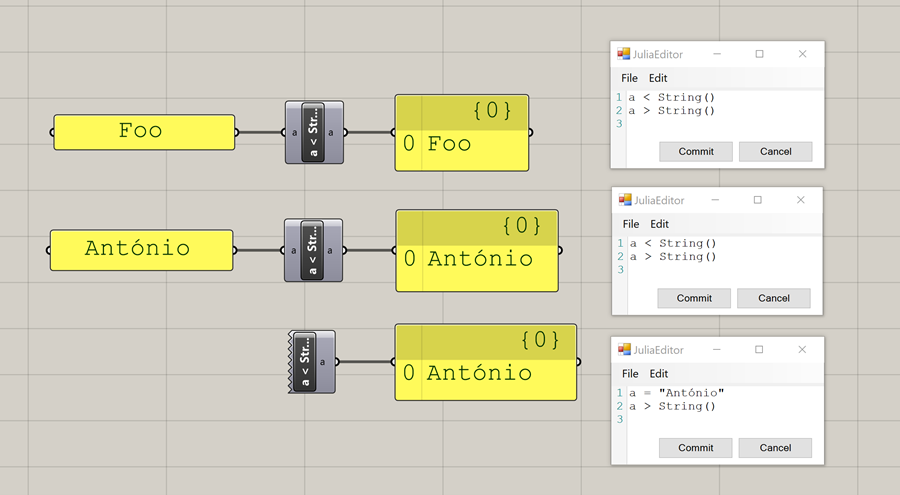 JuliaEditor
File Edit
1 a < String()
2 a > String()
3
Commit Cancel
Foo
a
a < Str...
a
{0}
0 Foo
JuliaEditor
File Edit
1 a < String()
2 a > String()
3
Commit Cancel
António
a
a < Str...
a
{0}
0 António
JuliaEditor
File Edit
1 a = "António"
2 a > String()
3
Commit Cancel
a < Str...
a
{0}
0 António